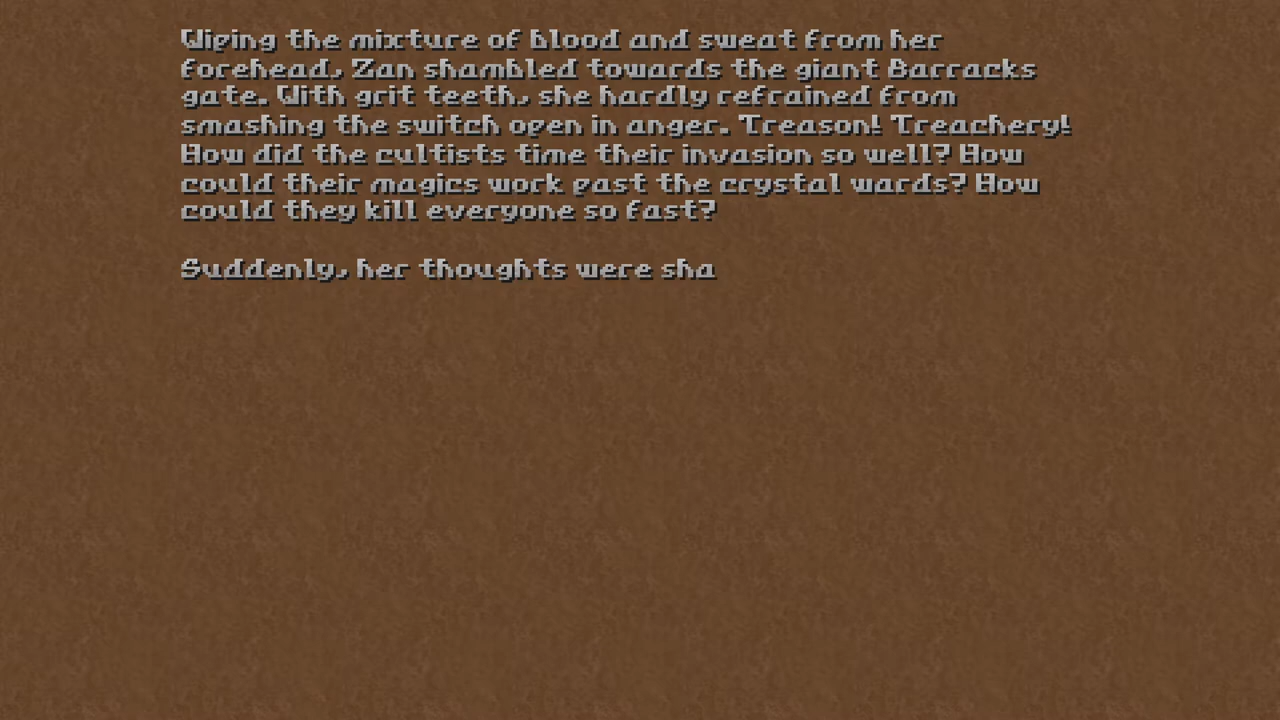 Wiping the mixture of blood and sweat from her
forehead, Zan shambled towards the giant Barracks
gate. With grit teeth, she hardly refrained from
smashing the switch open in anger. Treason! Treachery!
How did the cultists time their invasion so well? How
could their magics work past the crystal wards? How
could they kill everyone so fast?
Suddenly, her thoughts were sha